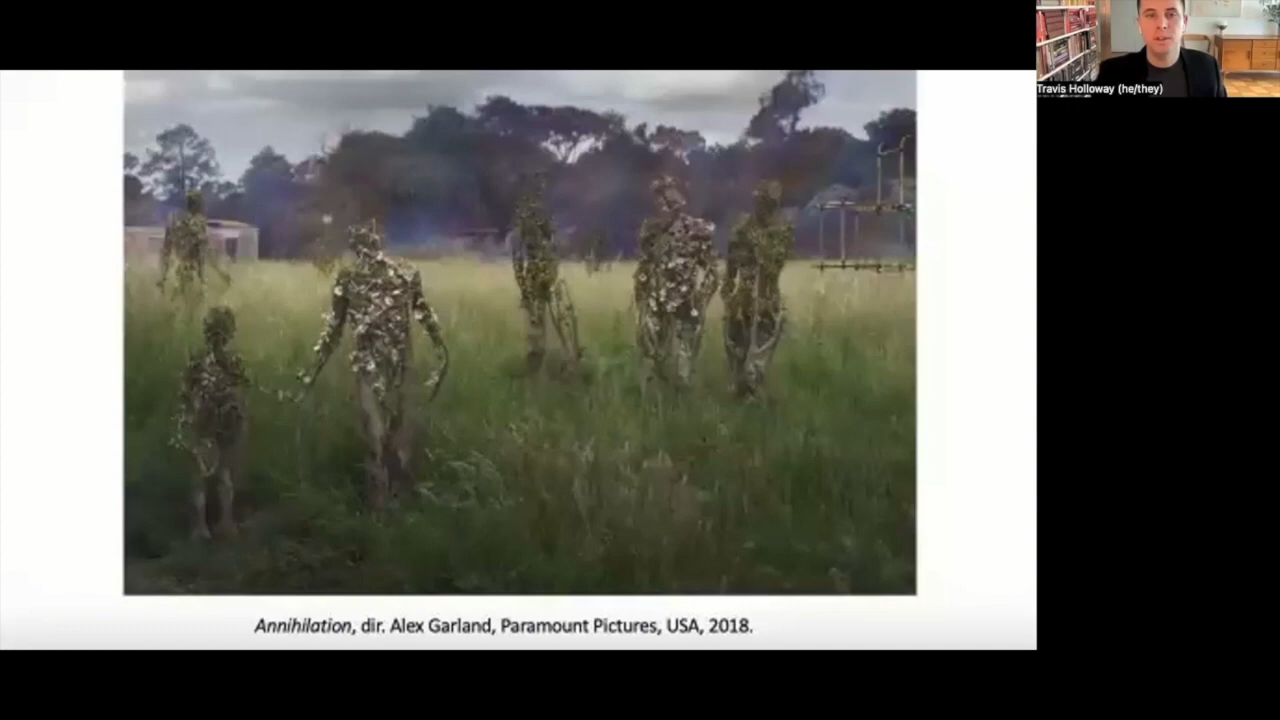 Travis Holloway (he/they)
Annihilation, dir. Alex Garland, Paramount Pictures, USA, 2018.